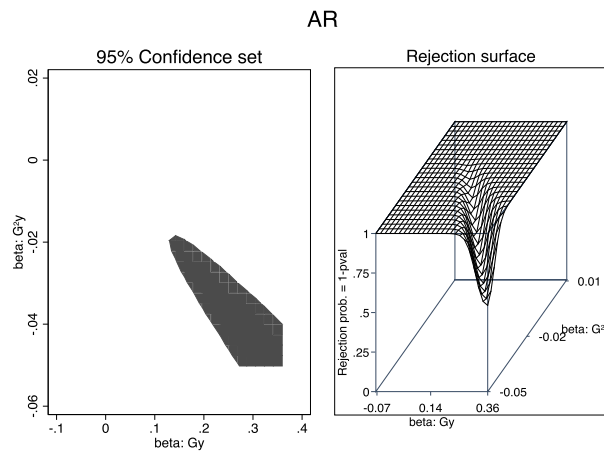 AR
95% Confidence set
.02
0
-.02
-.04
-.06
beta: G²y
-.1
0
.1
.2
.3
.4
beta: Gy
Rejection surface
1
.75
.5
.25
0
Rejection prob. = 1-pval
-0.07
0.14
0.36
beta: Gy
0.01
-0.02
-0.05
beta: G²